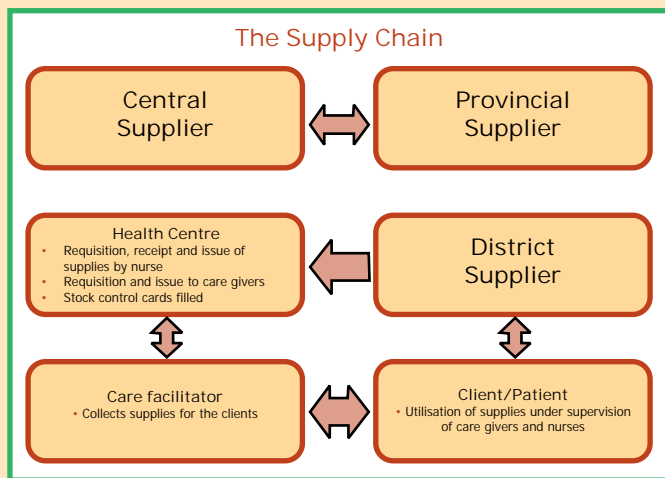 The Supply Chain
Central
Supplier
Provincial
Supplier
Health Centre
• Requisition, receipt and issue of
supplies by nurse
• Requisition and issue to care givers
• Stock control cards filled
District
Supplier
Care facilitator
• Collects supplies for the clients
Client/Patient
• Utilisation of supplies under supervision
of care givers and nurses